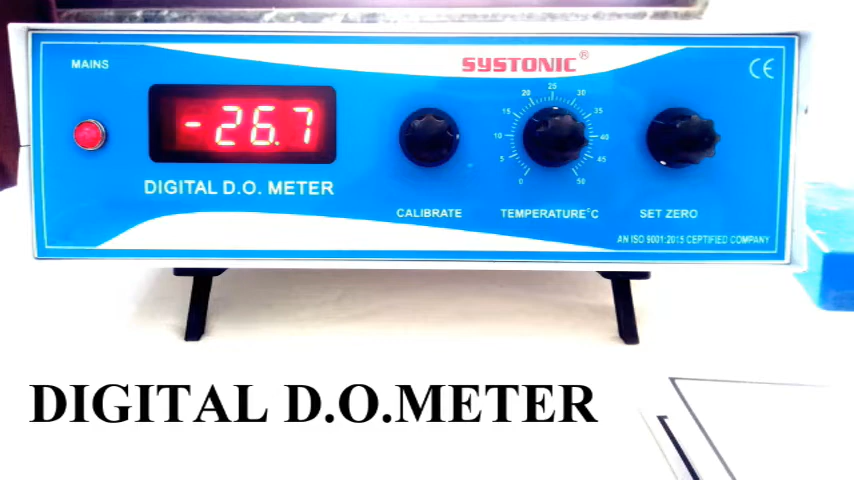 SYSTONIC®
MAINS
CE
-26.7
DIGITAL D.O. METER
0
5
10
15
20
25
30
35
40
45
50
CALIBRATE
TEMPERATURE°C
SET ZERO
AN ISO 9001:2015 CERTIFIED COMPANY
DIGITAL D.O.METER